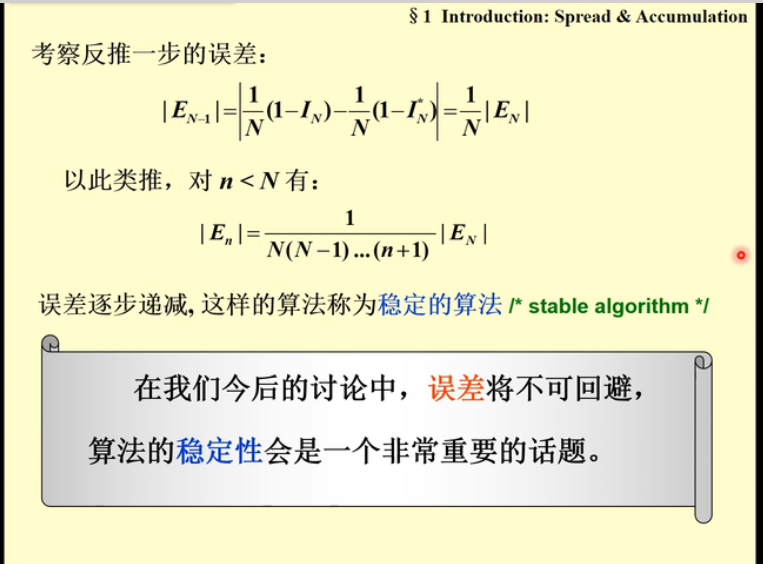 §1 Introduction: Spread & Accumulation
考察反推一步的误差：
|E_{N-1}|=|\frac{1}{N}(1-I_N)-\frac{1}{N}(1-I_N^*)|=\frac{1}{N}|E_N|
以此类推，对 n < N 有：
|E_n|=\frac{1}{N(N-1)...(n+1)}|E_N|
误差逐步递减, 这样的算法称为稳定的算法 /* stable algorithm */
在我们今后的讨论中，误差将不可回避，
算法的稳定性会是一个非常重要的话题。